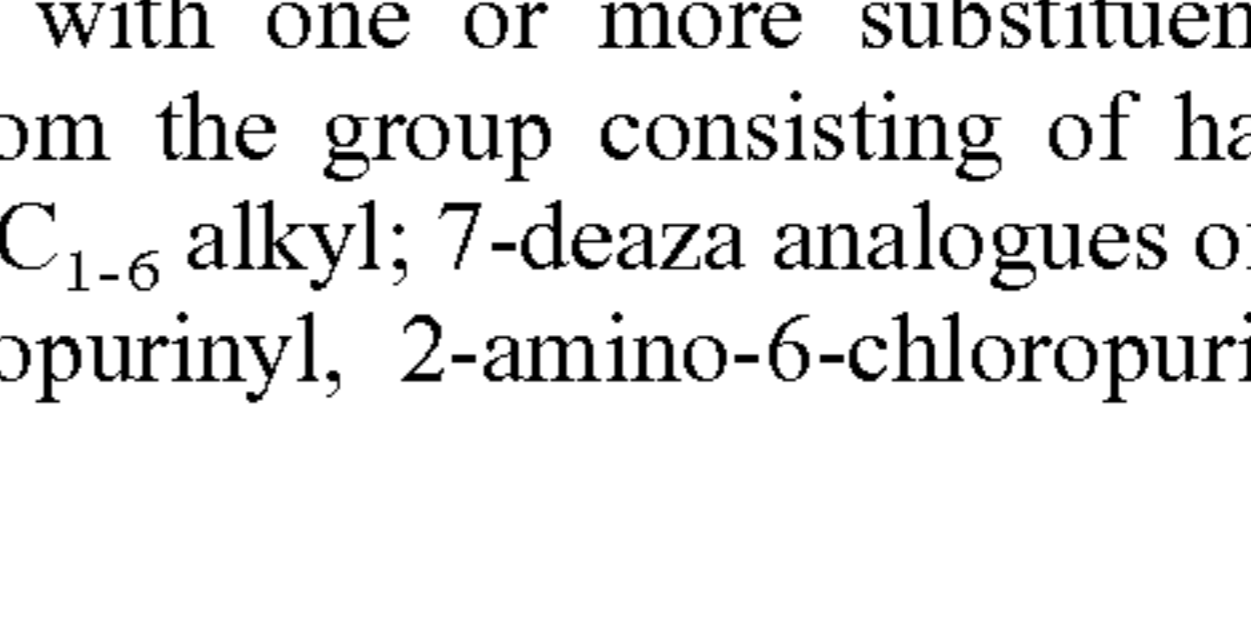 with one or more substituen
om the group consisting of ha
C₁₋₆ alkyl; 7-deaza analogues of
opurinyl, 2-amino-6-chloropuri